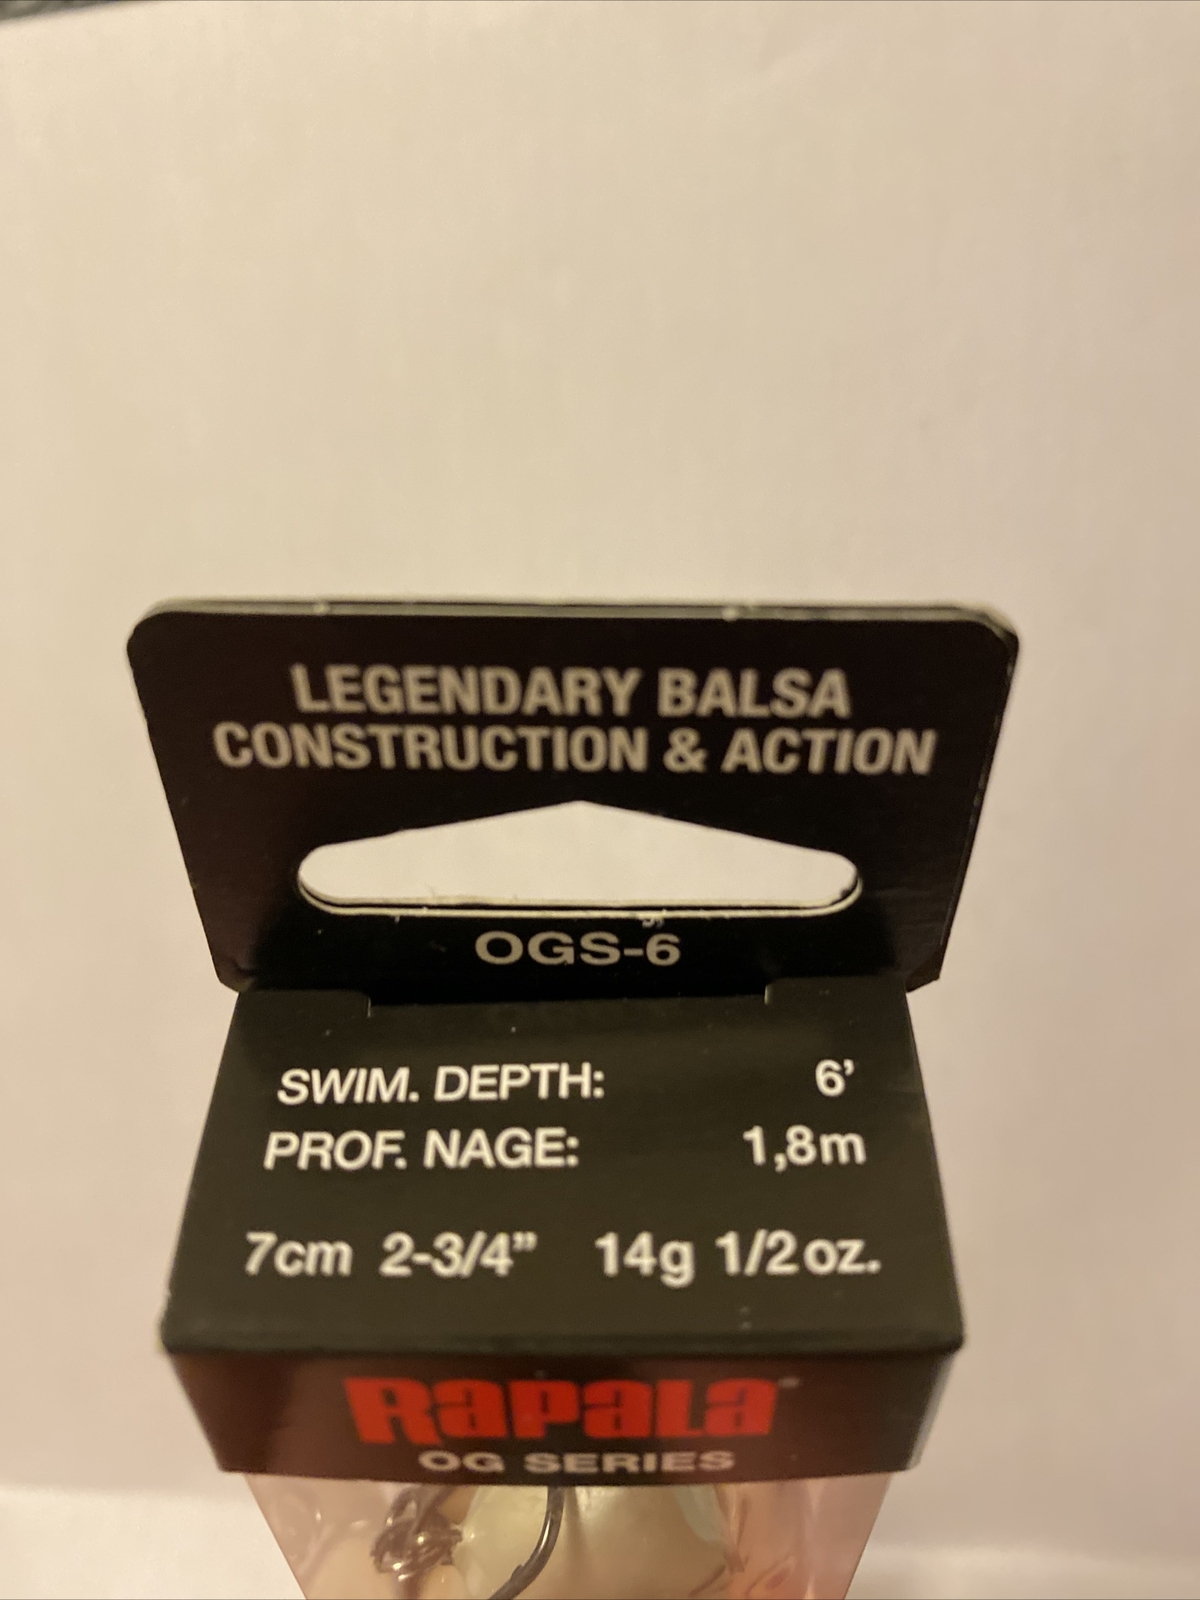 LEGENDARY BALSA
CONSTRUCTION & ACTION
OGS-6
SWIM. DEPTH: 6’
PROF. NAGE: 1,8m
7cm 2-3/4” 14g 1/2 oz.
RAPALA
OG SERIES